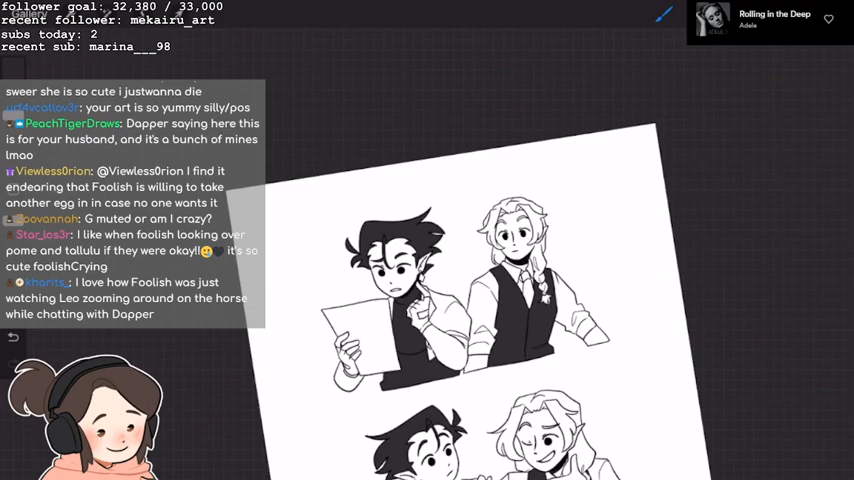 follower goal: 32,380 / 33,000
recent follower: mekairu_art
subs today: 2
recent sub: marina___98
Gallery
Rolling in the Deep
Adele
sweer she is so cute i justwanna die
urf4vcatlov3r: your art is so yummy silly/pos
PeachTigerDraws: Dapper saying here this
is for your husband, and it's a bunch of mines
lmao
Viewless0rion: @Viewless0rion I find it
endearing that Foolish is willing to take
another egg in in case no one wants it
Zoovannah: G muted or am I crazy?
Star_los3r: I like when foolish looking over
pome and tallulu if they were okay!!🥲🖤 it's so
cute foolishCrying
xharits_: I love how Foolish was just
watching Leo zooming around on the horse
while chatting with Dapper